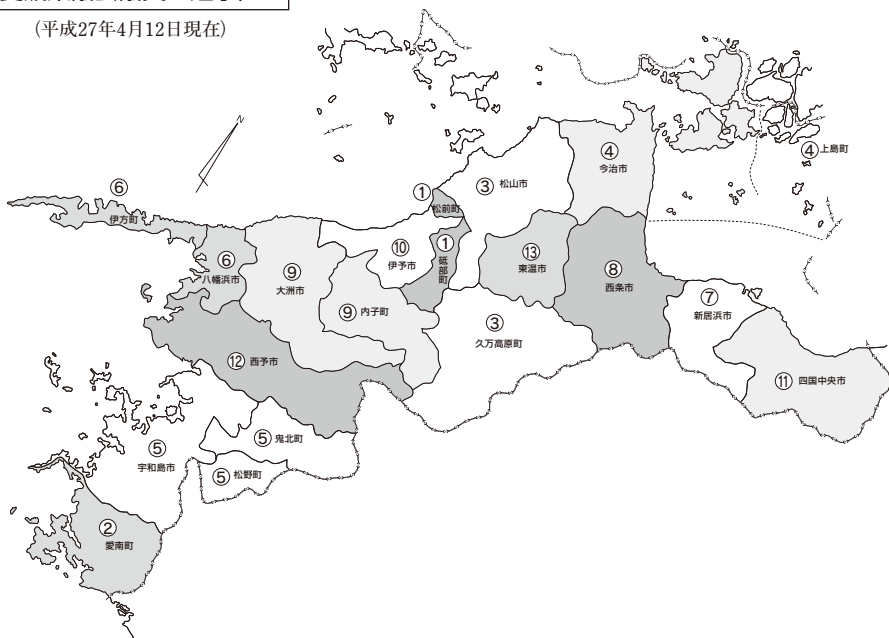 (平成27年4月12日現在)
④
今治市
④上島町
③
松山市
⑥
伊方町
①
松前町
①
砥部町
⑩
伊予市
⑬
東温市
⑥
八幡浜市
⑨
大洲市
⑧
西条市
⑨内子町
⑦
新居浜市
③
久万高原町
⑫西予市
⑪四国中央市
⑤鬼北町
⑤
宇和島市
⑤松野町
②
愛南町